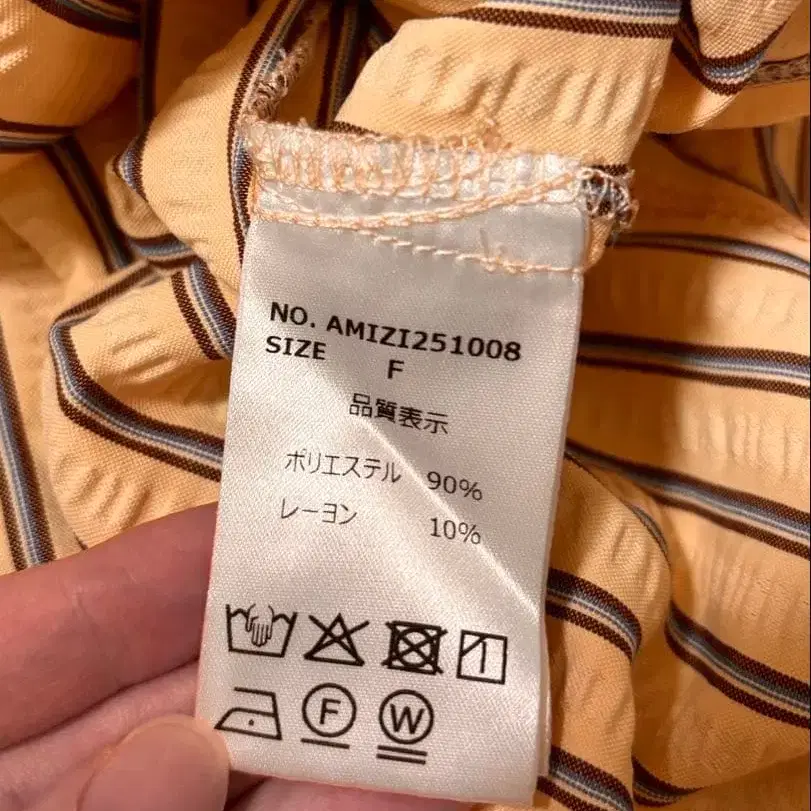 NO. AMIZI251008
SIZE F
品質表示
ポリエステル 90%
レーヨン 10%
F W